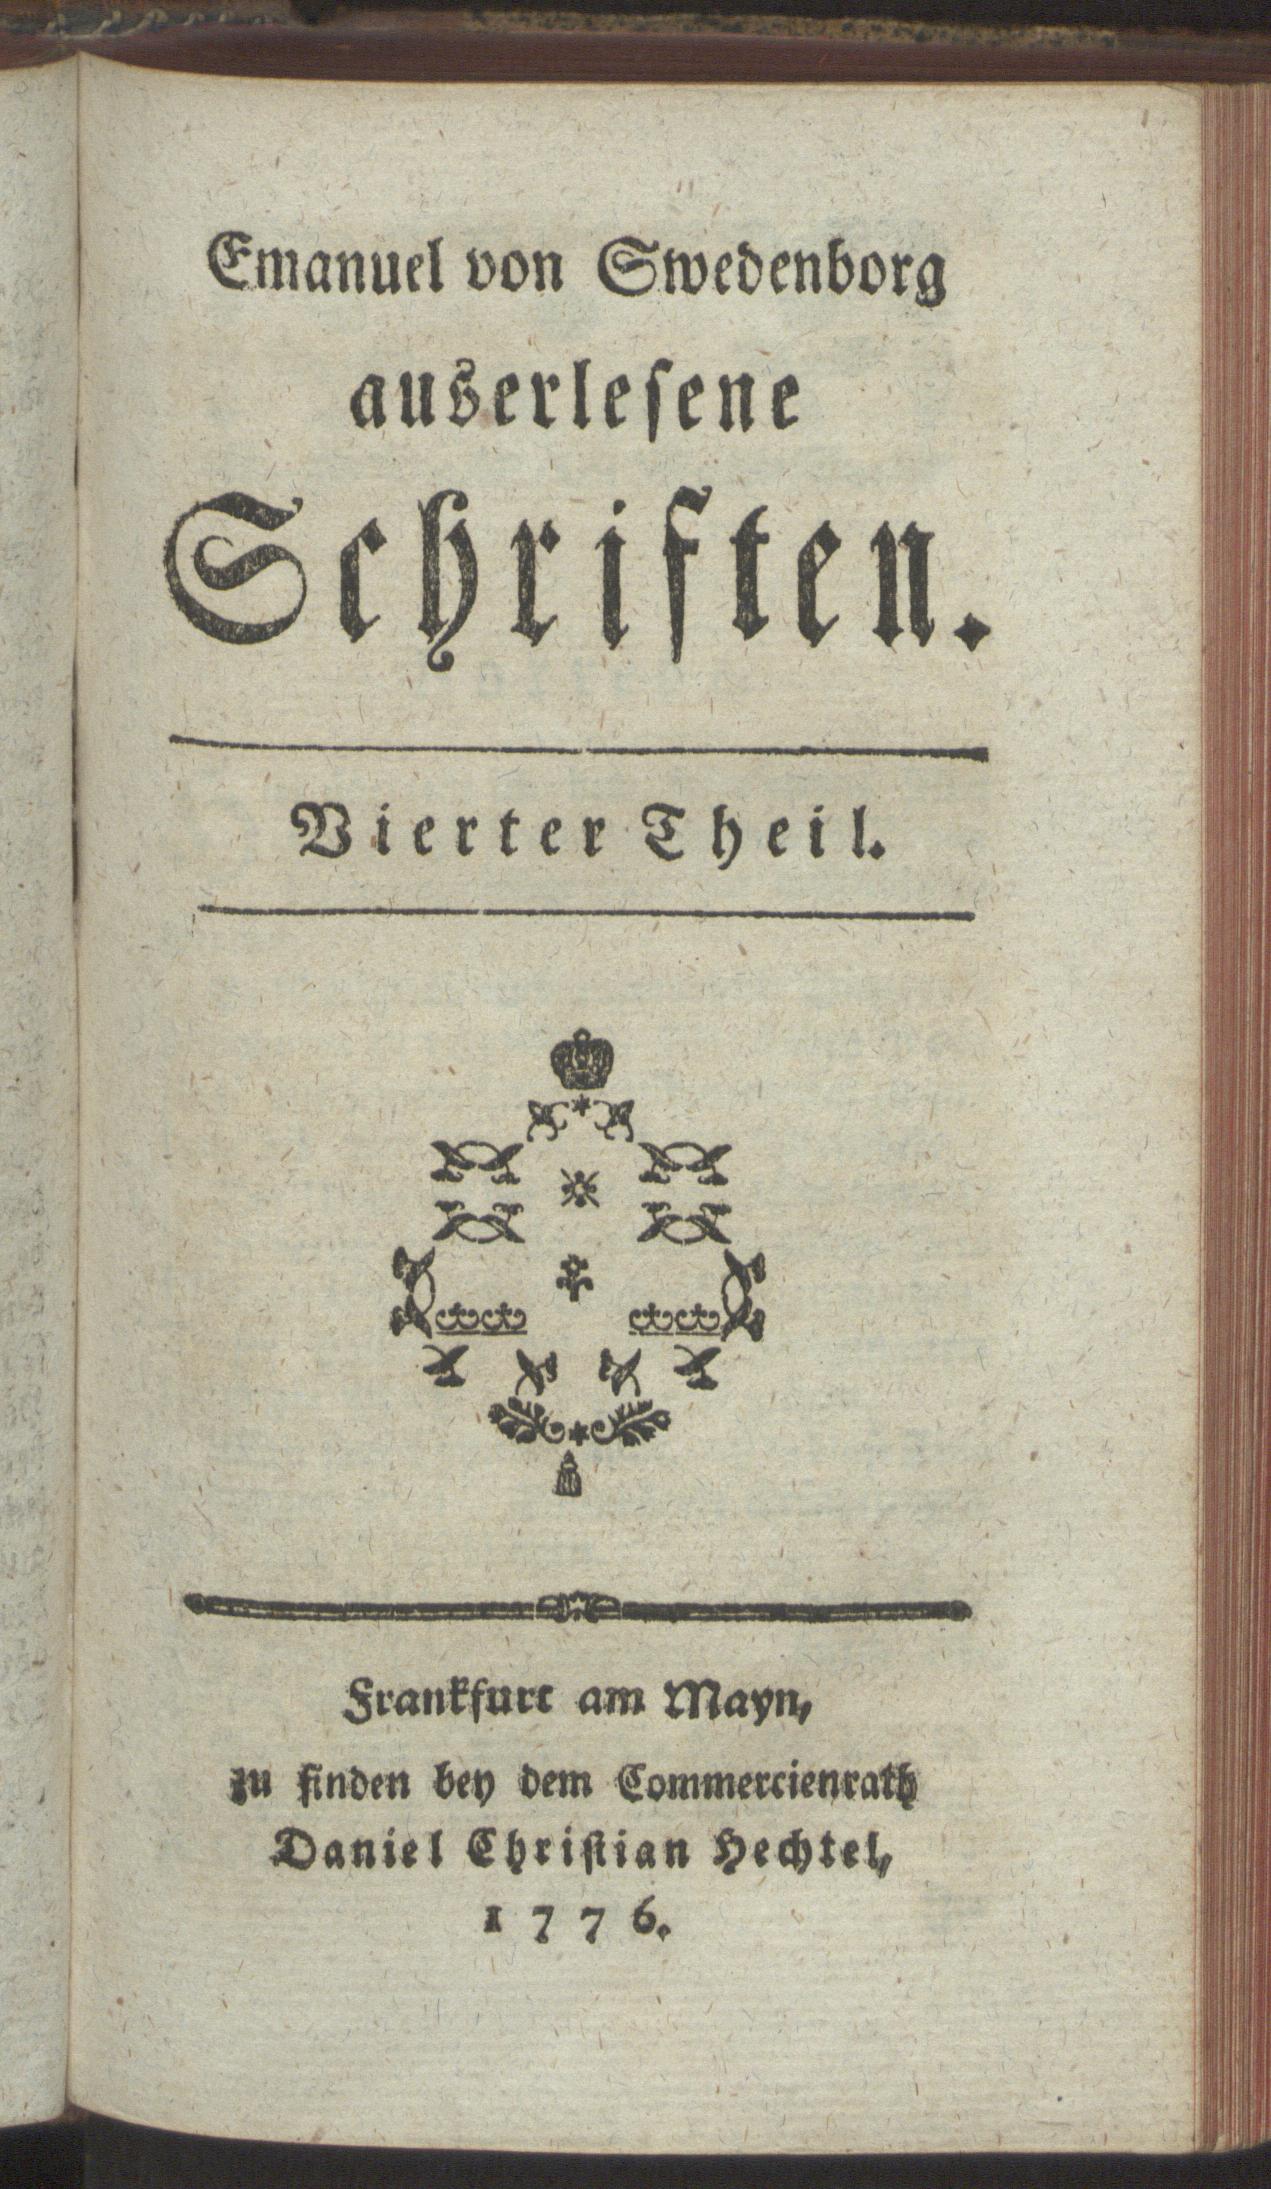 Emanuel von Swedenborg
auserleſene
Schriften.
Vierter Theil.
Frankfurt am Mayn,
zu finden bey dem Commercienrath
Daniel Chriſtian Hechtel,
1776.